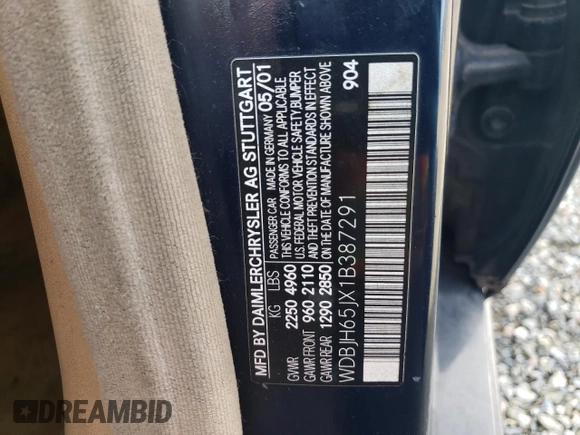 MFD BY DAIMLERCHRYSLER AG STUTTGART
PASSENGER CAR MADE IN GERMANY 05/01
KG LBS
THIS VEHICLE CONFORMS TO ALL APPLICABLE
U.S. FEDERAL MOTOR VEHICLE SAFETY,BUMPER
AND THEFT PREVENTION STANDARDS IN EFFECT
ON THE DATE OF MANUFACTURE SHOWN ABOVE
GVWR 2250 4960
GAWR FRONT 960 2110
GAWR REAR 1290 2850
WDBJH65JX1B387291
904
DREAMBID